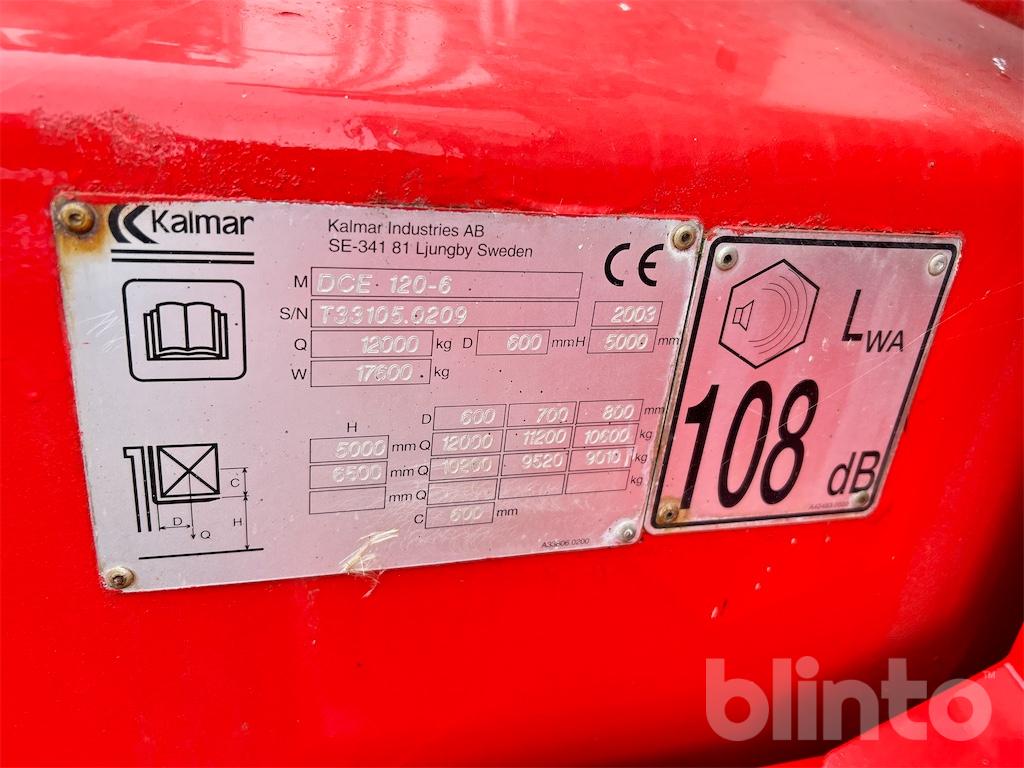 Kalmar
Kalmar Industries AB
SE-341 81 Ljungby Sweden
CE
M DCE 120-6
S/N T33105.0209 2003
Q 12000 kg D 600 mm H 5000 mm
W 17600 kg
H D 600 700 800 mm
5000 mm Q 12000 11200 10600 kg
6500 mm Q 10200 9520 9010 kg
mm Q kg
C 600 mm
A33606.0200
C
D
Q
H
LWA
108
dB
blinto™